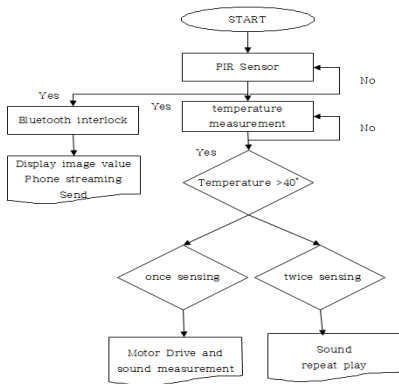 START
PIR Sensor
No
Yes
Yes
Bluetooth interlock
temperature
measurement
No
Display image value
Phone streaming
Send
Yes
Temperature >40°
once sensing
twice sensing
Motor Drive and
sound measurement
Sound
repeat play